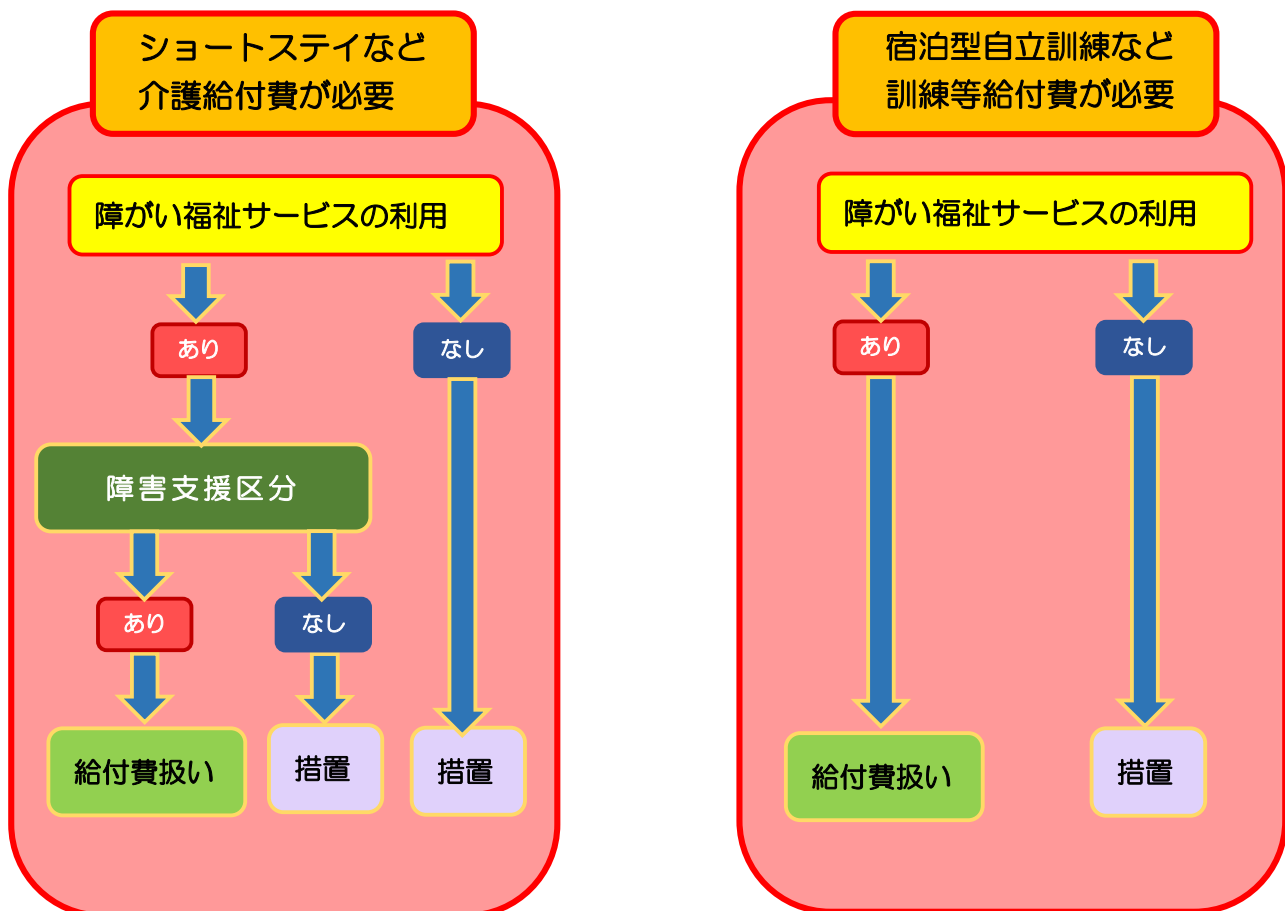 ショートステイなど
介護給付費が必要
障がい福祉サービスの利用
あり
なし
障害支援区分
あり
なし
給付費扱い
措置
措置
宿泊型自立訓練など
訓練等給付費が必要
障がい福祉サービスの利用
あり
なし
給付費扱い
措置